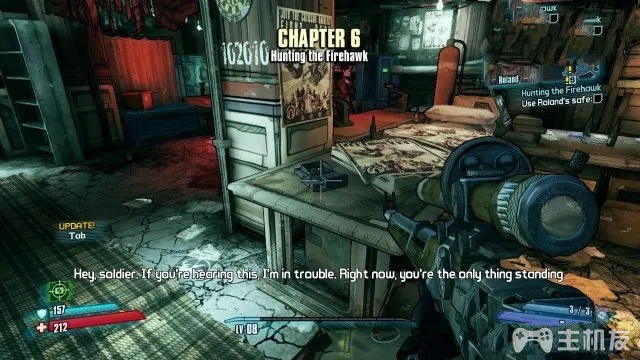 CHAPTER 6
Hunting the Firehawk
102610
Roland
Hunting the Firehawk
Use Roland's safe:
UPDATE!
Tab
Hey, soldier. If you're hearing this, I'm in trouble. Right now, you're the only thing standing
157
212
LV 08
3/3
主机友